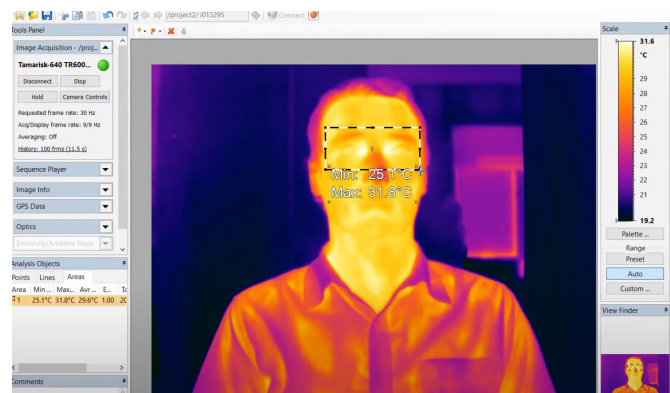 /project2/ i013295
Connect
Tools Panel
Image Acquisition - /proj...
Tamarisk-640 TR600...
Disconnect Stop
Hold Camera Controls
Requested frame rate: 30 Hz
Acq/Display frame rate: 9/9 Hz
Averaging: Off
History: 100 frms (11.5 s)
Sequence Player
Image Info
GPS Data
Optics
Emissivity/Ambient Maps
Analysis Objects
Points Lines Areas
Area Min ... Max... Avr ... E... Ta
1 25.1°C 31.8°C 29.6°C 1.00 20
Comments
1
Min: 25.1°C
Max: 31.8°C
Scale
31.6
°C
29
28
27
26
25
24
23
22
21
19.2
Palette ...
Range
Preset
Auto
Custom ...
View Finder